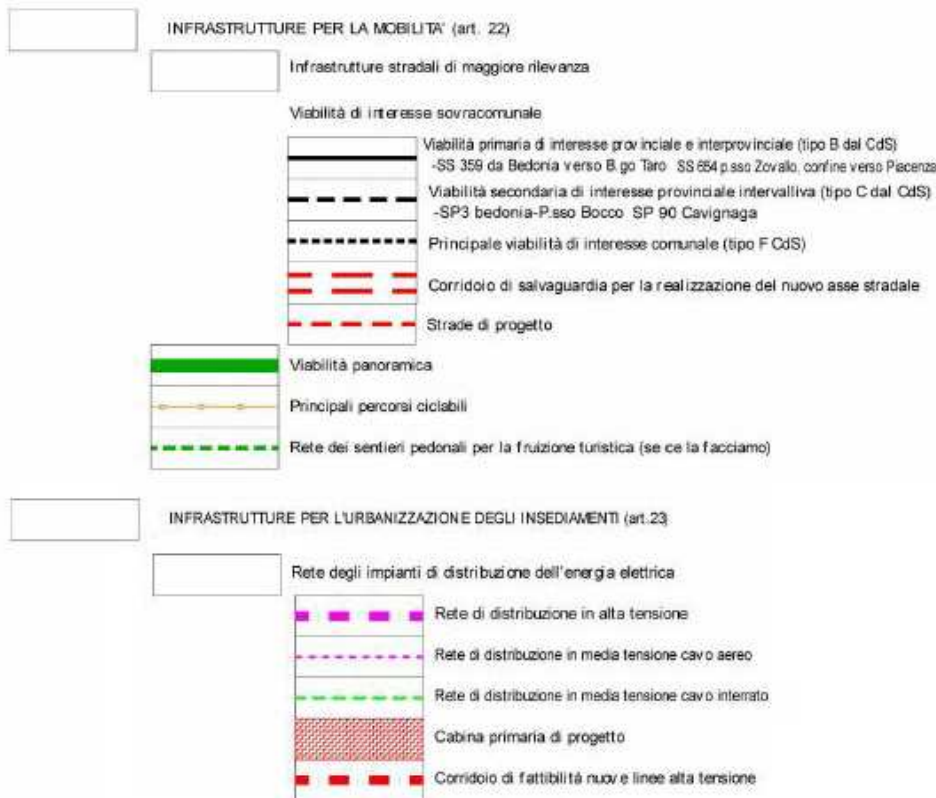 INFRASTRUTTURE PER LA MOBILITA' (art. 22)
Infrastrutture stradali di maggiore rilevanza
Viabilità di interesse sovracomunale
Viabilità primaria di interesse provinciale e interprovinciale (tipo B dal CdS)
-SS 359 da Bedonia verso B.go Taro SS 654 p.sso Zovallo, confine verso Piacenza
Viabilità secondaria di interesse provinciale intervalliva (tipo C dal CdS)
-SP3 bedonia-P.sso Bocco SP 90 Cavignaga
Principale viabilità di interesse comunale (tipo F CdS)
Corridoio di salvaguardia per la realizzazione del nuovo asse stradale
Strade di progetto
Viabilità panoramica
Principali percorsi ciclabili
Rete dei sentieri pedonali per la fruizione turistica (se ce la facciamo)
INFRASTRUTTURE PER L'URBANIZZAZIONE DEGLI INSEDIAMENTI (art.23)
Rete degli impianti di distribuzione dell'energia elettrica
Rete di distribuzione in alta tensione
Rete di distribuzione in media tensione cavo aereo
Rete di distribuzione in media tensione cavo interrato
Cabina primaria di progetto
Corridoio di fattibilità nuove linee alta tensione